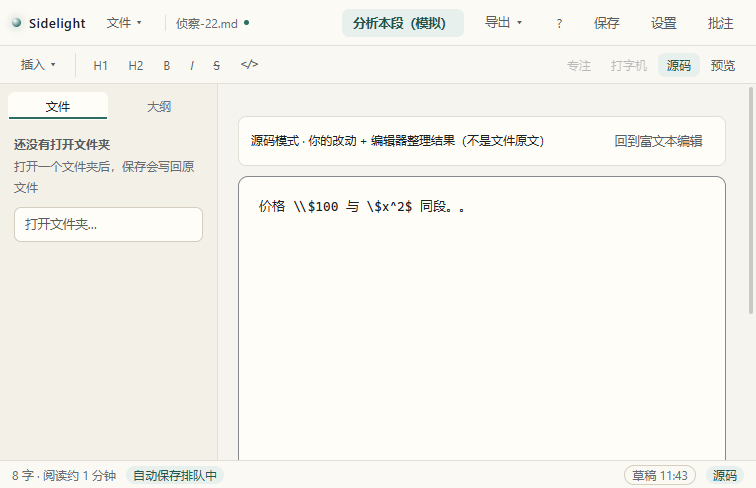 Sidelight 文件 ▾ 侦察-22.md 分析本段（模拟） 导出 ▾ ? 保存 设置 批注
插入 ▾ H1 H2 B I S </> 专注 打字机 源码 预览
文件 大纲
还没有打开文件夹
打开一个文件夹后，保存会写回原
文件
打开文件夹…
源码模式 · 你的改动 + 编辑器整理结果（不是文件原文） 回到富文本编辑
价格 \\$100 与 \$x^2$ 同段。。
8 字 · 阅读约 1 分钟 自动保存排队中 草稿 11:43 源码